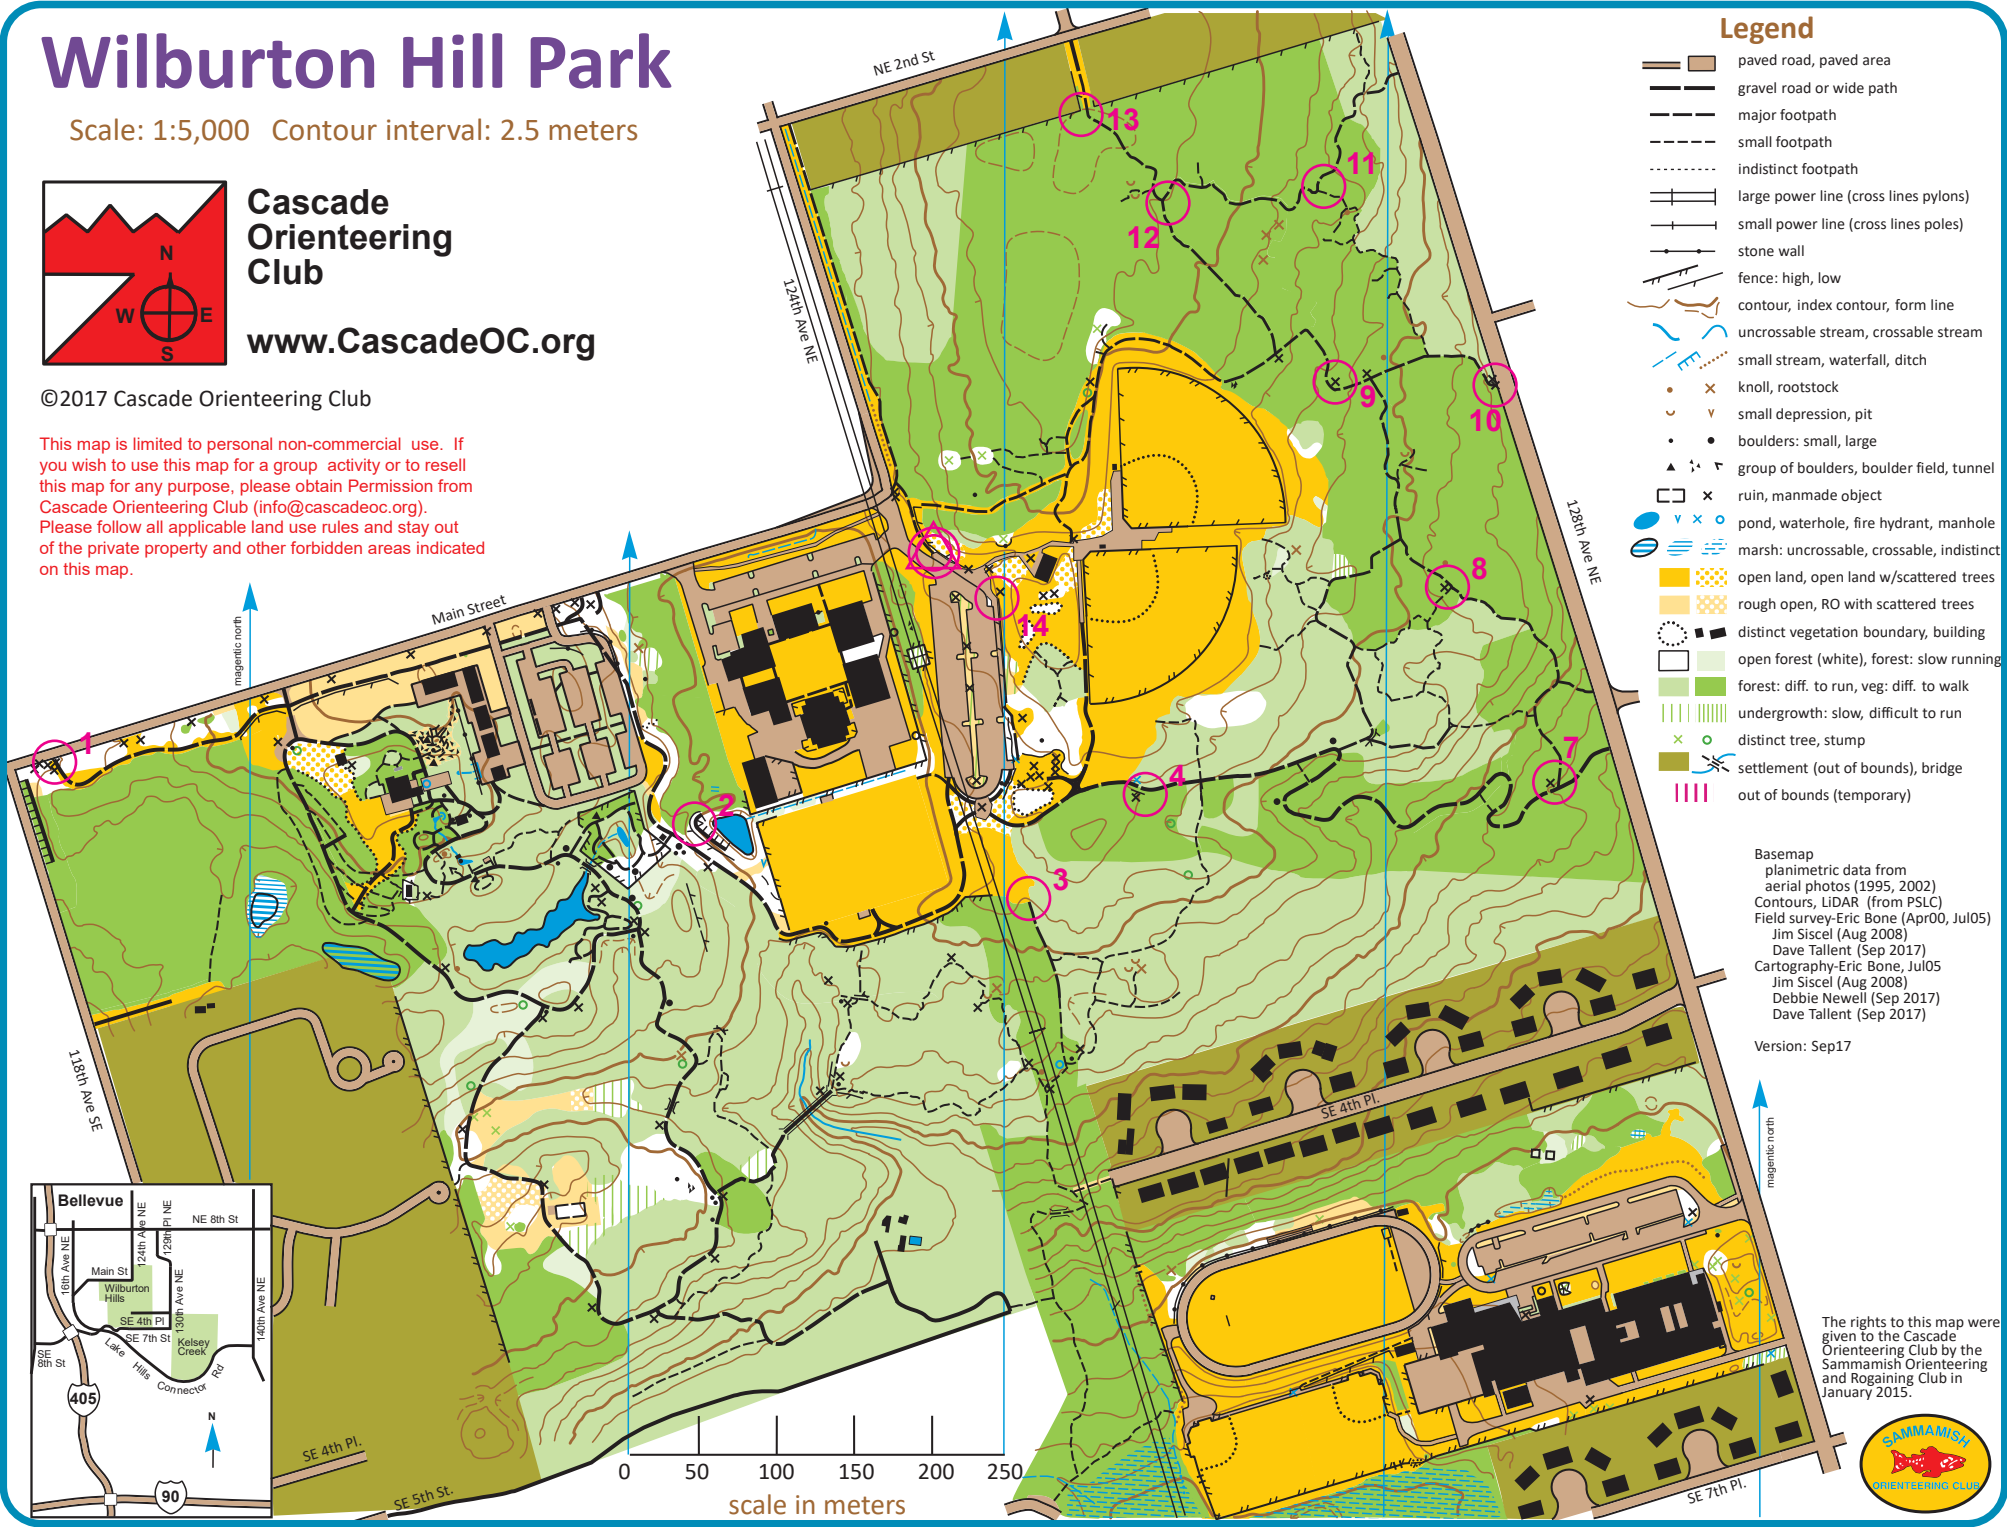 Wilburton Hill Park
Scale: 1:5,000 Contour interval: 2.5 meters
N
W E
S
Cascade
Orienteering
Club
www.CascadeOC.org
©2017 Cascade Orienteering Club
This map is limited to personal non-commercial use. If
you wish to use this map for a group activity or to resell
this map for any purpose, please obtain Permission from
Cascade Orienteering Club (info@cascadeoc.org).
Please follow all applicable land use rules and stay out
of the private property and other forbidden areas indicated
on this map.
NE 2nd St
124th Ave NE
128th Ave NE
Main Street
magentic north
118th Ave SE
SE 4th Pl.
SE 4th Pl.
SE 5th St.
SE 7th Pl.
magentic north
13
11
12
9
10
8
14
7
1
2
4
3
Legend
paved road, paved area
gravel road or wide path
major footpath
small footpath
indistinct footpath
large power line (cross lines pylons)
small power line (cross lines poles)
stone wall
fence: high, low
contour, index contour, form line
uncrossable stream, crossable stream
small stream, waterfall, ditch
knoll, rootstock
small depression, pit
boulders: small, large
group of boulders, boulder field, tunnel
ruin, manmade object
pond, waterhole, fire hydrant, manhole
marsh: uncrossable, crossable, indistinct
open land, open land w/scattered trees
rough open, RO with scattered trees
distinct vegetation boundary, building
open forest (white), forest: slow running
forest: diff. to run, veg: diff. to walk
undergrowth: slow, difficult to run
distinct tree, stump
settlement (out of bounds), bridge
out of bounds (temporary)
Basemap
planimetric data from
aerial photos (1995, 2002)
Contours, LiDAR (from PSLC)
Field survey-Eric Bone (Apr00, Jul05)
Jim Siscel (Aug 2008)
Dave Tallent (Sep 2017)
Cartography-Eric Bone, Jul05
Jim Siscel (Aug 2008)
Debbie Newell (Sep 2017)
Dave Tallent (Sep 2017)
Version: Sep17
The rights to this map were
given to the Cascade
Orienteering Club by the
Sammamish Orienteering
and Rogaining Club in
January 2015.
SAMMAMISH
ORIENTEERING CLUB
0 50 100 150 200 250
scale in meters
Bellevue
NE 8th St
16th Ave NE
124th Ave NE
129th Pl NE
Main St
Wilburton
Hills
130th Ave NE
140th Ave NE
SE 4th Pl
SE 7th St
Kelsey
Creek
SE
8th St
Lake
Hills
Connector
Rd
405
N
90